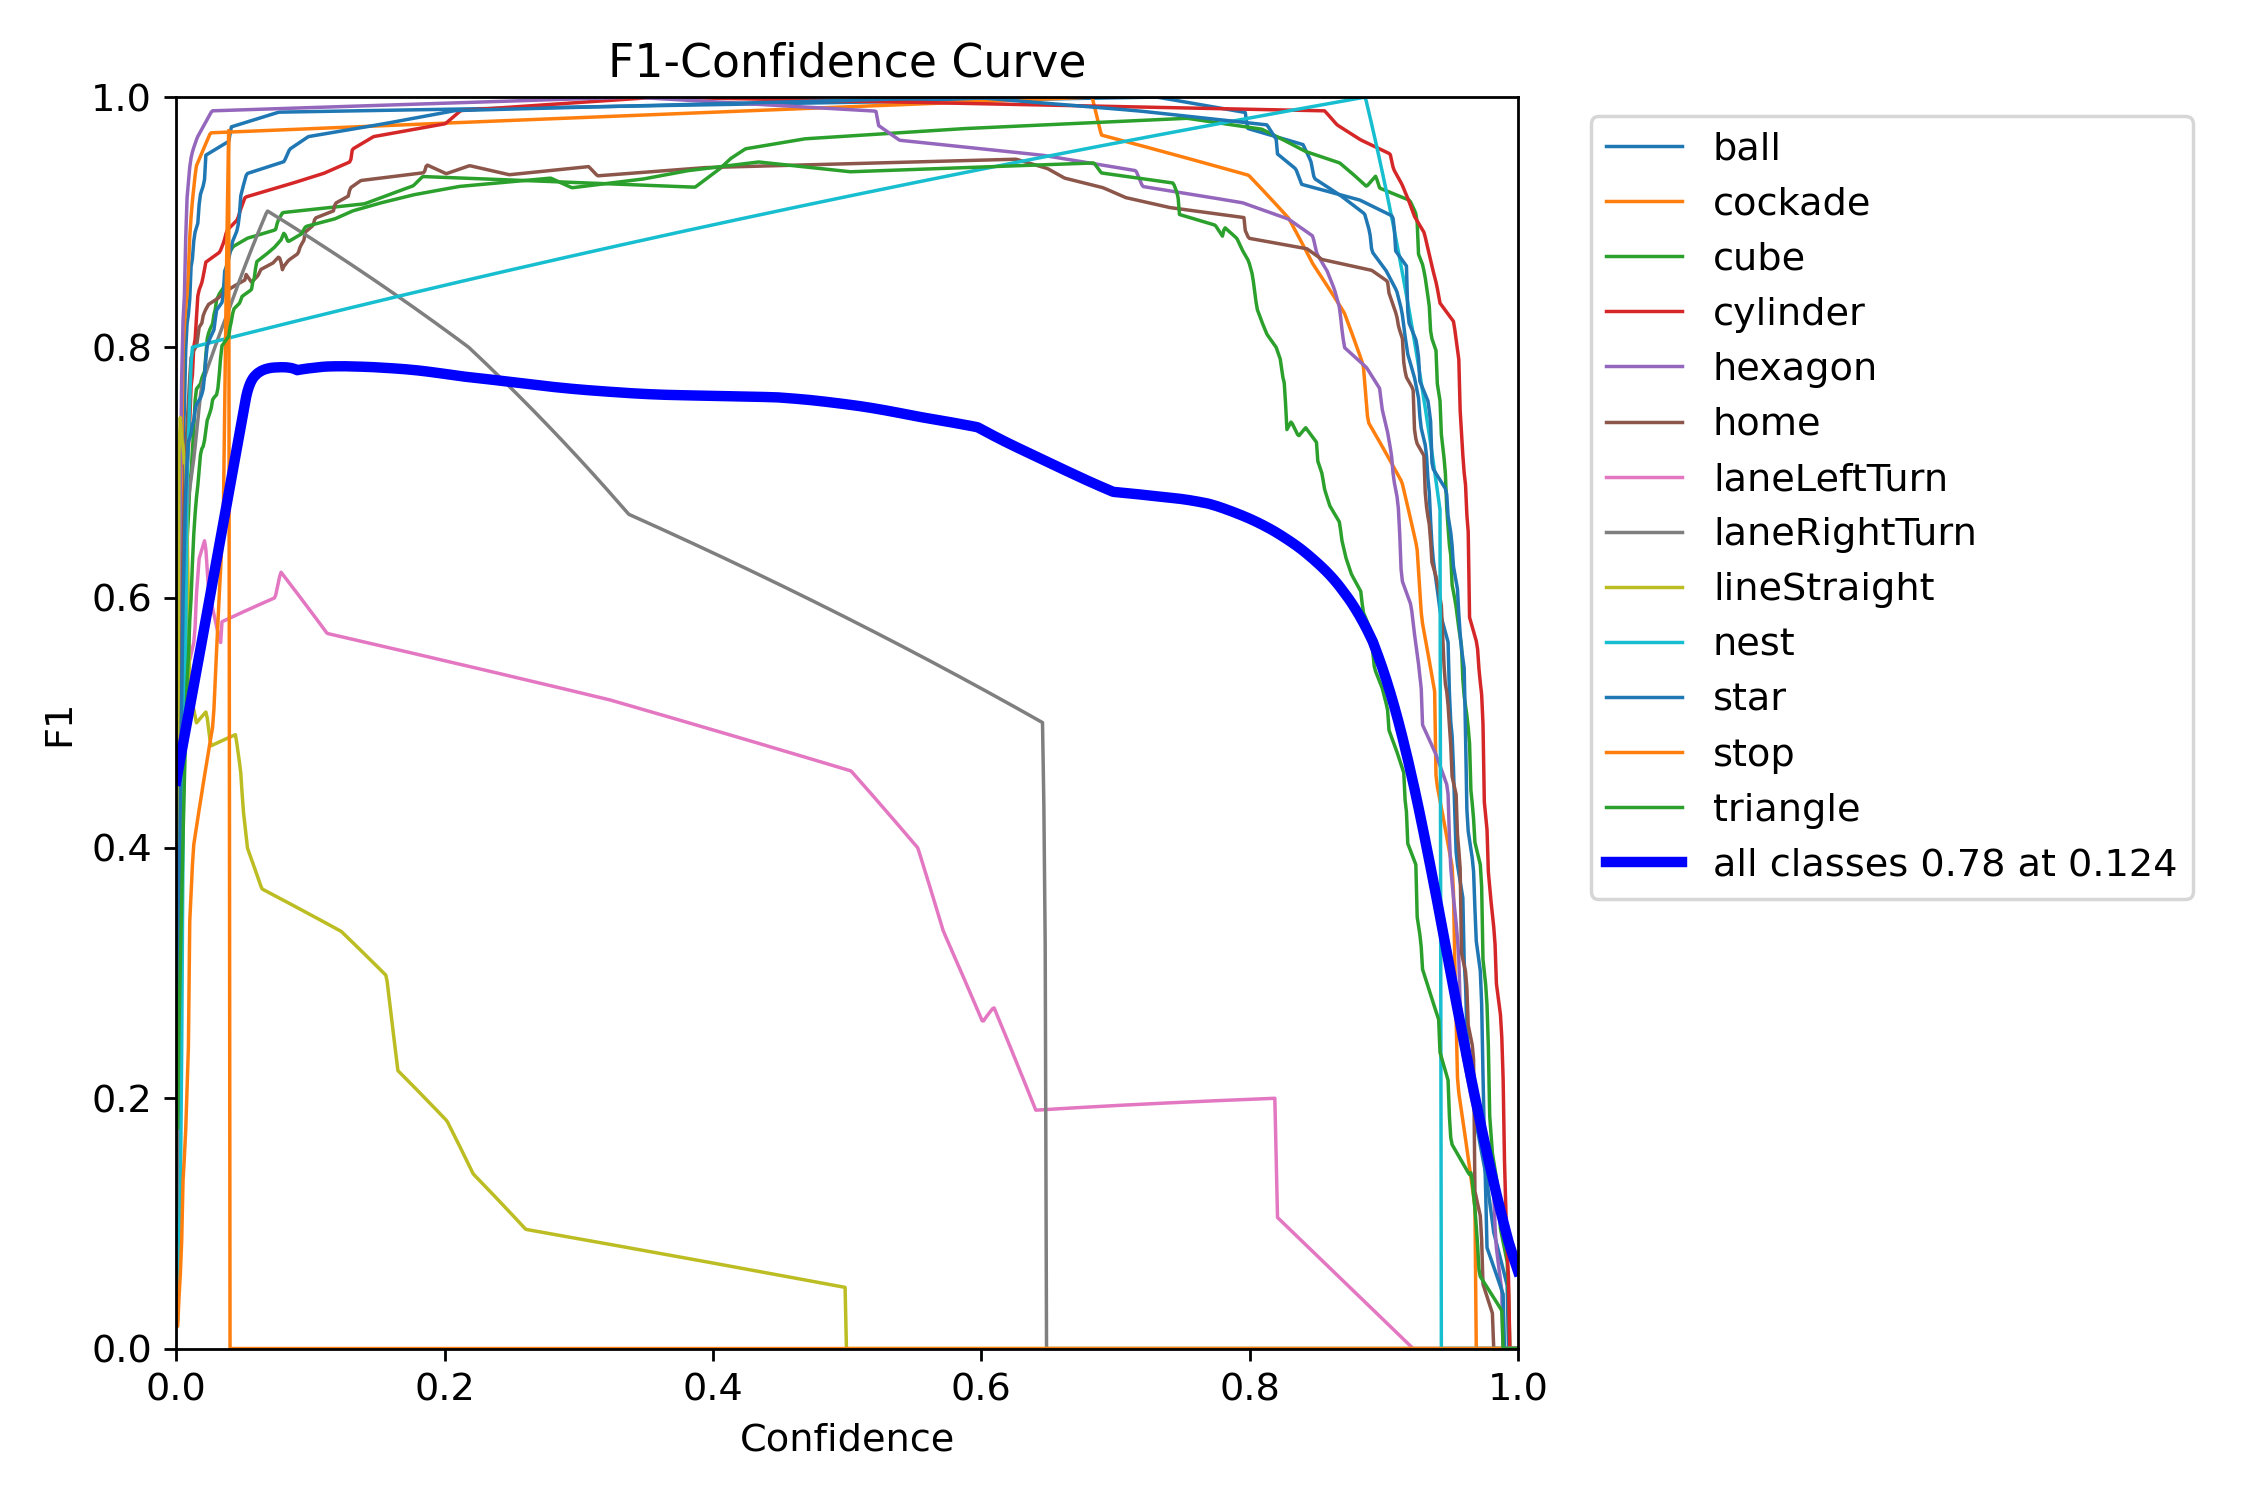 F1-Confidence Curve
1.0
0.8
0.6
0.4
0.2
0.0
F1
0.0 0.2 0.4 0.6 0.8 1.0
Confidence
ball
cockade
cube
cylinder
hexagon
home
laneLeftTurn
laneRightTurn
lineStraight
nest
star
stop
triangle
all classes 0.78 at 0.124